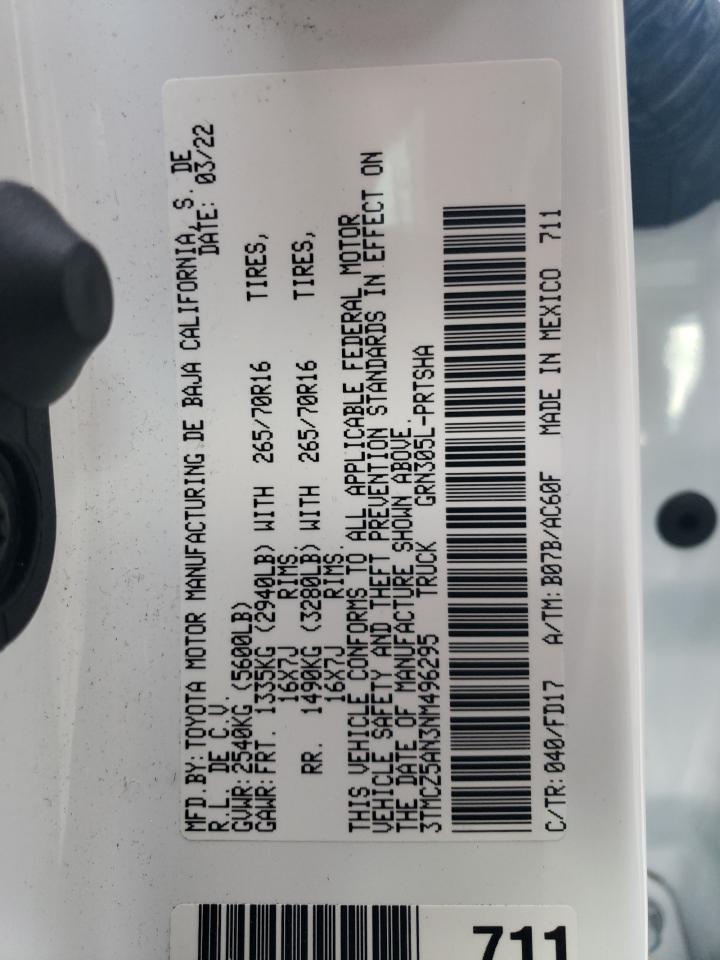 MFD.BY:TOYOTA MOTOR MANUFACTURING DE BAJA CALIFORNIA, S. DE
R.L. DE C.V. DATE: 03/22
GVWR:2540KG (5600LB)
GAWR:FRT. 1335KG (2940LB) WITH 265/70R16 TIRES,
16X7J RIMS
RR. 1490KG (3280LB) WITH 265/70R16 TIRES,
16X7J RIMS.
THIS VEHICLE CONFORMS TO ALL APPLICABLE FEDERAL MOTOR
VEHICLE SAFETY AND THEFT PREVENTION STANDARDS IN EFFECT ON
THE DATE OF MANUFACTURE SHOWN ABOVE.
3TMCZ5AN3NM496295 TRUCK GRN305L-PRTSHA
C/TR:040/FD17 A/TM:B07B/AC60F MADE IN MEXICO 711
711